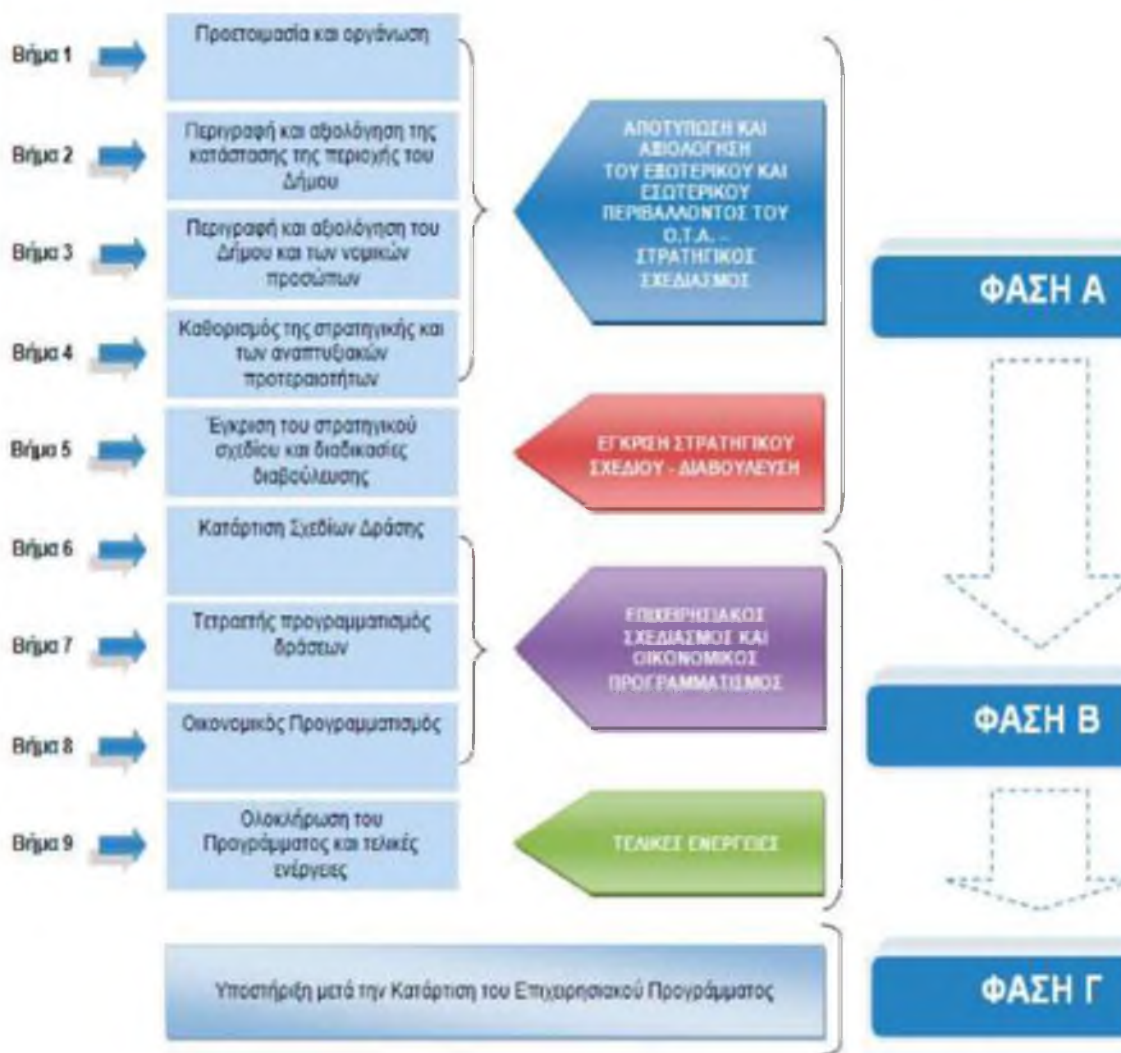 Βήμα 1
Προετοιμασία και οργάνωση
Βήμα 2
Περιγραφή και αξιολόγηση της
κατάστασης της περιοχής του
Δήμου
Βήμα 3
Περιγραφή και αξιολόγηση του
Δήμου και των νομικών
προσώπων
Βήμα 4
Καθορισμός της στρατηγικής και
των αναπτυξιακών
προτεραιοτήτων
ΑΠΟΤΥΠΩΣΗ ΚΑΙ
ΑΞΙΟΛΟΓΗΣΗ
ΤΟΥ ΕΞΩΤΕΡΙΚΟΥ ΚΑΙ
ΕΣΩΤΕΡΙΚΟΥ
ΠΕΡΙΒΑΛΛΟΝΤΟΣ ΤΟΥ
Ο.Τ.Α. –
ΣΤΡΑΤΗΓΙΚΟΣ
ΣΧΕΔΙΑΣΜΟΣ
Βήμα 5
Έγκριση του στρατηγικού
σχεδίου και διαδικασίες
διαβούλευσης
ΕΓΚΡΙΣΗ ΣΤΡΑΤΗΓΙΚΟΥ
ΣΧΕΔΙΟΥ - ΔΙΑΒΟΥΛΕΥΣΗ
ΦΑΣΗ Α
Βήμα 6
Κατάρτιση Σχεδίων Δράσης
Βήμα 7
Τετραετής προγραμματισμός
δράσεων
Βήμα 8
Οικονομικός Προγραμματισμός
ΕΠΙΧΕΙΡΗΣΙΑΚΟΣ
ΣΧΕΔΙΑΣΜΟΣ ΚΑΙ
ΟΙΚΟΝΟΜΙΚΟΣ
ΠΡΟΓΡΑΜΜΑΤΙΣΜΟΣ
Βήμα 9
Ολοκλήρωση του
Προγράμματος και τελικές
ενέργειες
ΤΕΛΙΚΕΣ ΕΝΕΡΓΕΙΕΣ
ΦΑΣΗ Β
Υποστήριξη μετά την Κατάρτιση του Επιχειρησιακού Προγράμματος
ΦΑΣΗ Γ